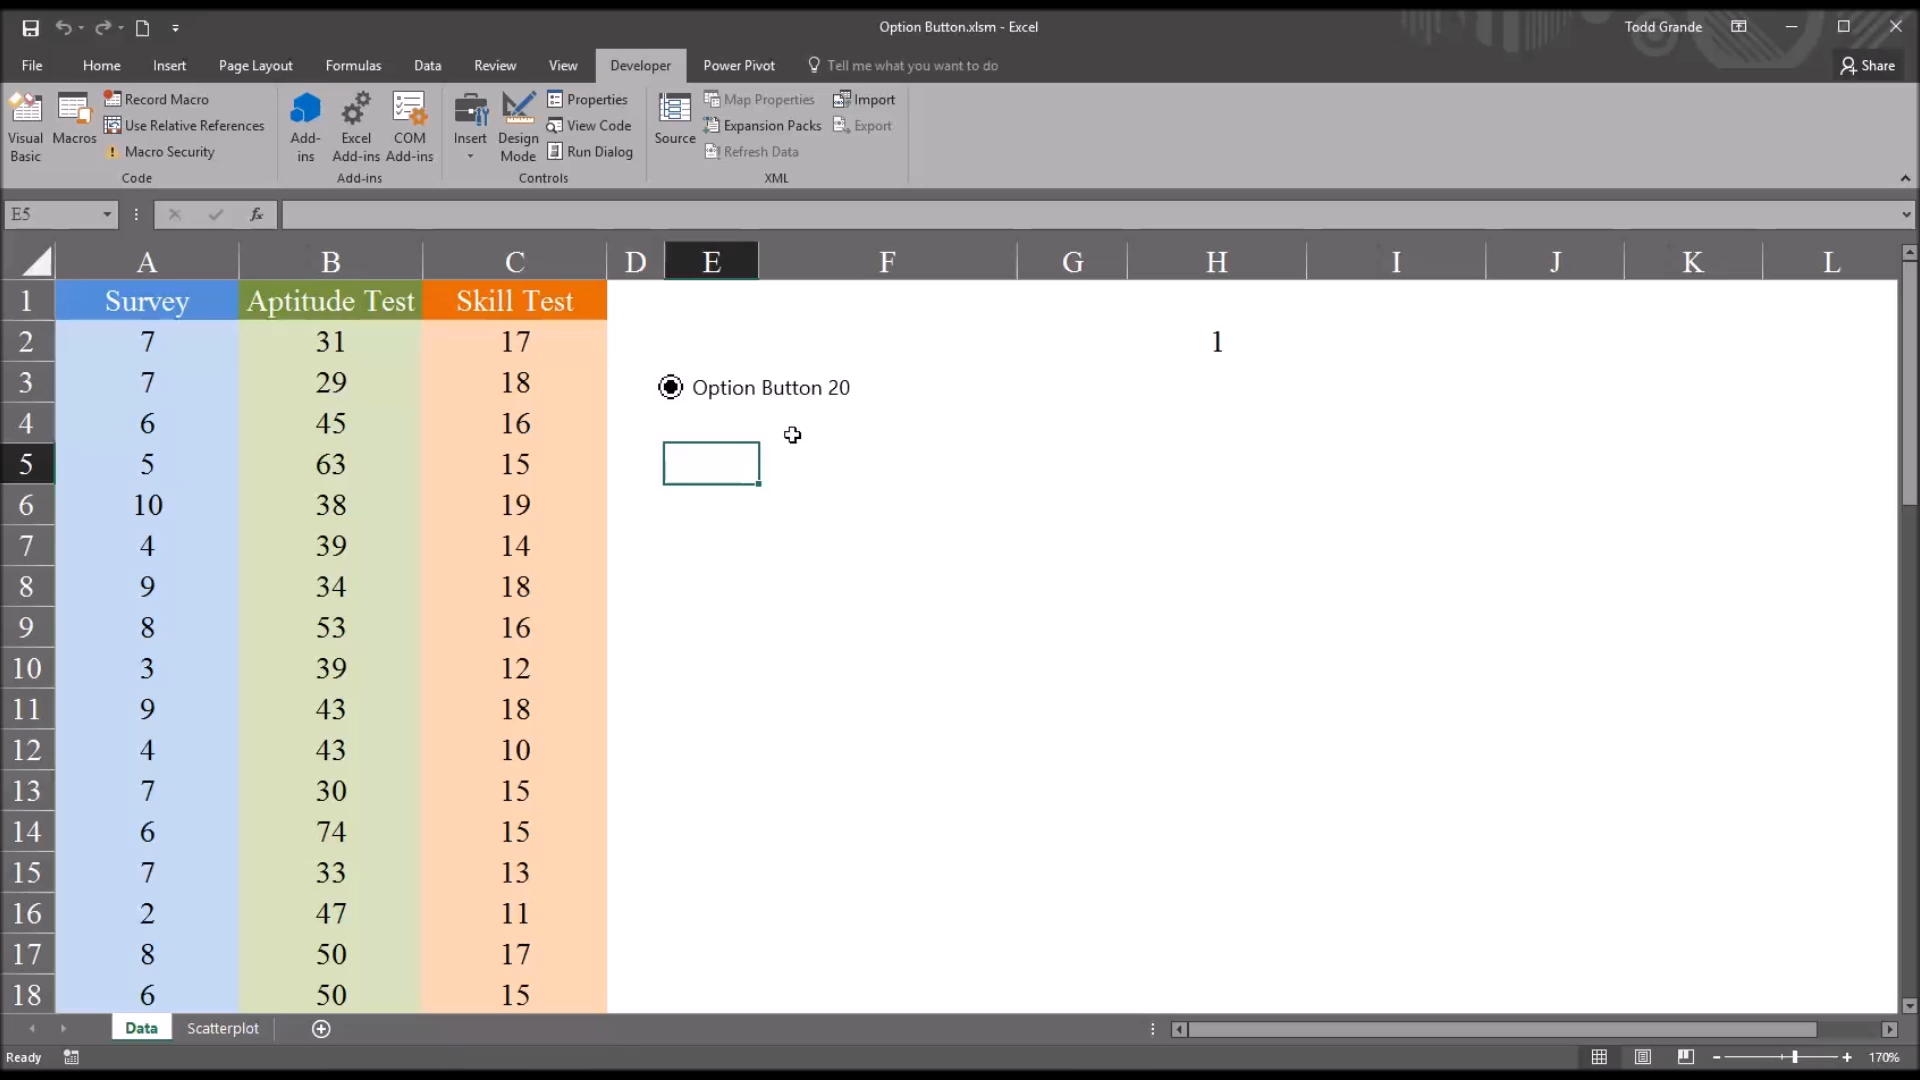 Option Button.xlsm - Excel
Todd Grande
File Home Insert Page Layout Formulas Data Review View Developer Power Pivot Tell me what you want to do Share
Visual Basic
Macros
Record Macro
Use Relative References
Macro Security
Code
Add-ins
Excel Add-ins
COM Add-ins
Add-ins
Insert
Design Mode
Properties
View Code
Run Dialog
Controls
Source
Map Properties
Expansion Packs
Refresh Data
Import
Export
XML
E5 fx
A B C D E F G H I J K L
1 Survey Aptitude Test Skill Test
2 7 31 17 1
3 7 29 18 Option Button 20
4 6 45 16
5 5 63 15
6 10 38 19
7 4 39 14
8 9 34 18
9 8 53 16
10 3 39 12
11 9 43 18
12 4 43 10
13 7 30 15
14 6 74 15
15 7 33 13
16 2 47 11
17 8 50 17
18 6 50 15
Data Scatterplot
Ready 170%